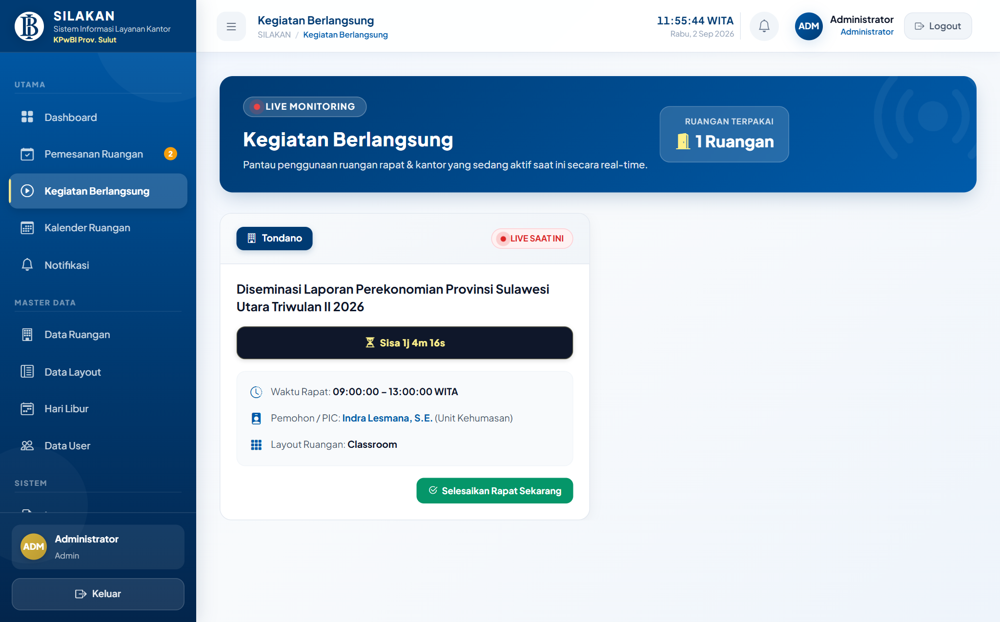 SILAKAN
Sistem Informasi Layanan Kantor
KPwBI Prov. Sulut
UTAMA
Dashboard
Pemesanan Ruangan 2
Kegiatan Berlangsung
Kalender Ruangan
Notifikasi
MASTER DATA
Data Ruangan
Data Layout
Hari Libur
Data User
SISTEM
ADM
Administrator
Admin
Keluar
Kegiatan Berlangsung
SILAKAN / Kegiatan Berlangsung
11:55:44 WITA
Rabu, 2 Sep 2026
ADM
Administrator
Administrator
Logout
LIVE MONITORING
Kegiatan Berlangsung
Pantau penggunaan ruangan rapat & kantor yang sedang aktif saat ini secara real-time.
RUANGAN TERPAKAI
1 Ruangan
Tondano
LIVE SAAT INI
Diseminasi Laporan Perekonomian Provinsi Sulawesi
Utara Triwulan II 2026
Sisa 1j 4m 16s
Waktu Rapat: 09:00:00 – 13:00:00 WITA
Pemohon / PIC: Indra Lesmana, S.E. (Unit Kehumasan)
Layout Ruangan: Classroom
Selesaikan Rapat Sekarang